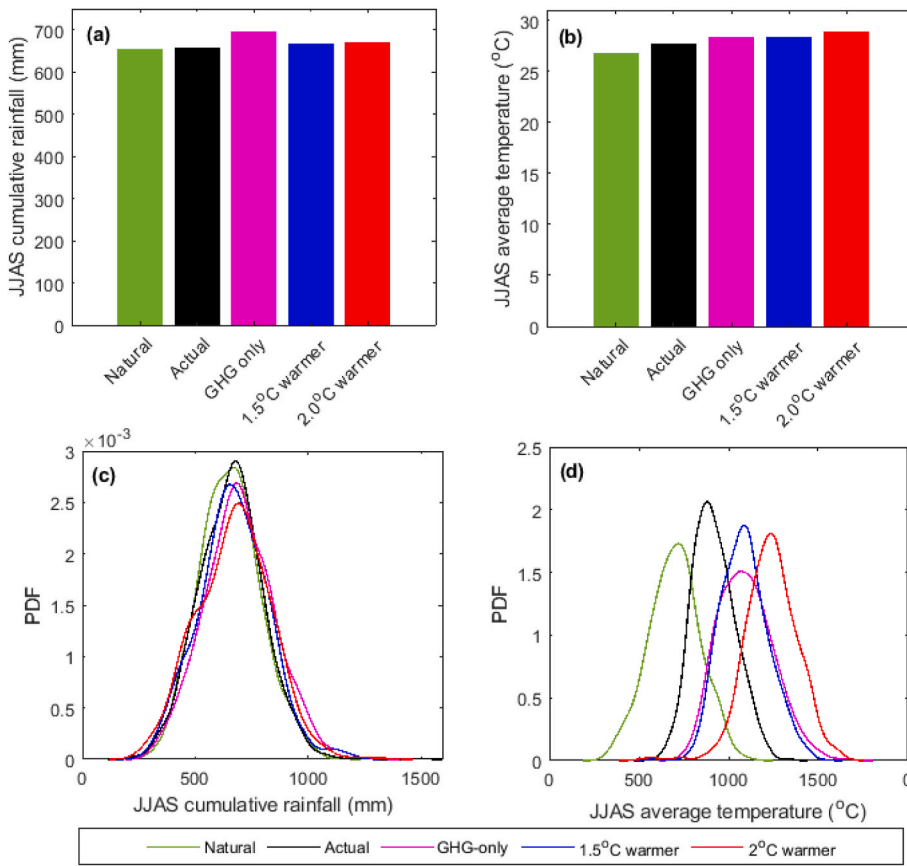 (a)
JJAS cumulative rainfall (mm)
700
600
500
400
300
200
100
0
Natural
Actual
GHG only
1.5°C warmer
2.0°C warmer
(b)
JJAS average temperature (°C)
30
25
20
15
10
5
0
Natural
Actual
GHG only
1.5°C warmer
2.0°C warmer
×10⁻³
(c)
PDF
3
2.5
2
1.5
1
0.5
0
0
500
1000
1500
JJAS cumulative rainfall (mm)
(d)
PDF
2.5
2
1.5
1
0.5
0
0
500
1000
1500
0
JJAS average temperature (°C)
Natural
Actual
GHG-only
1.5°C warmer
2°C warmer